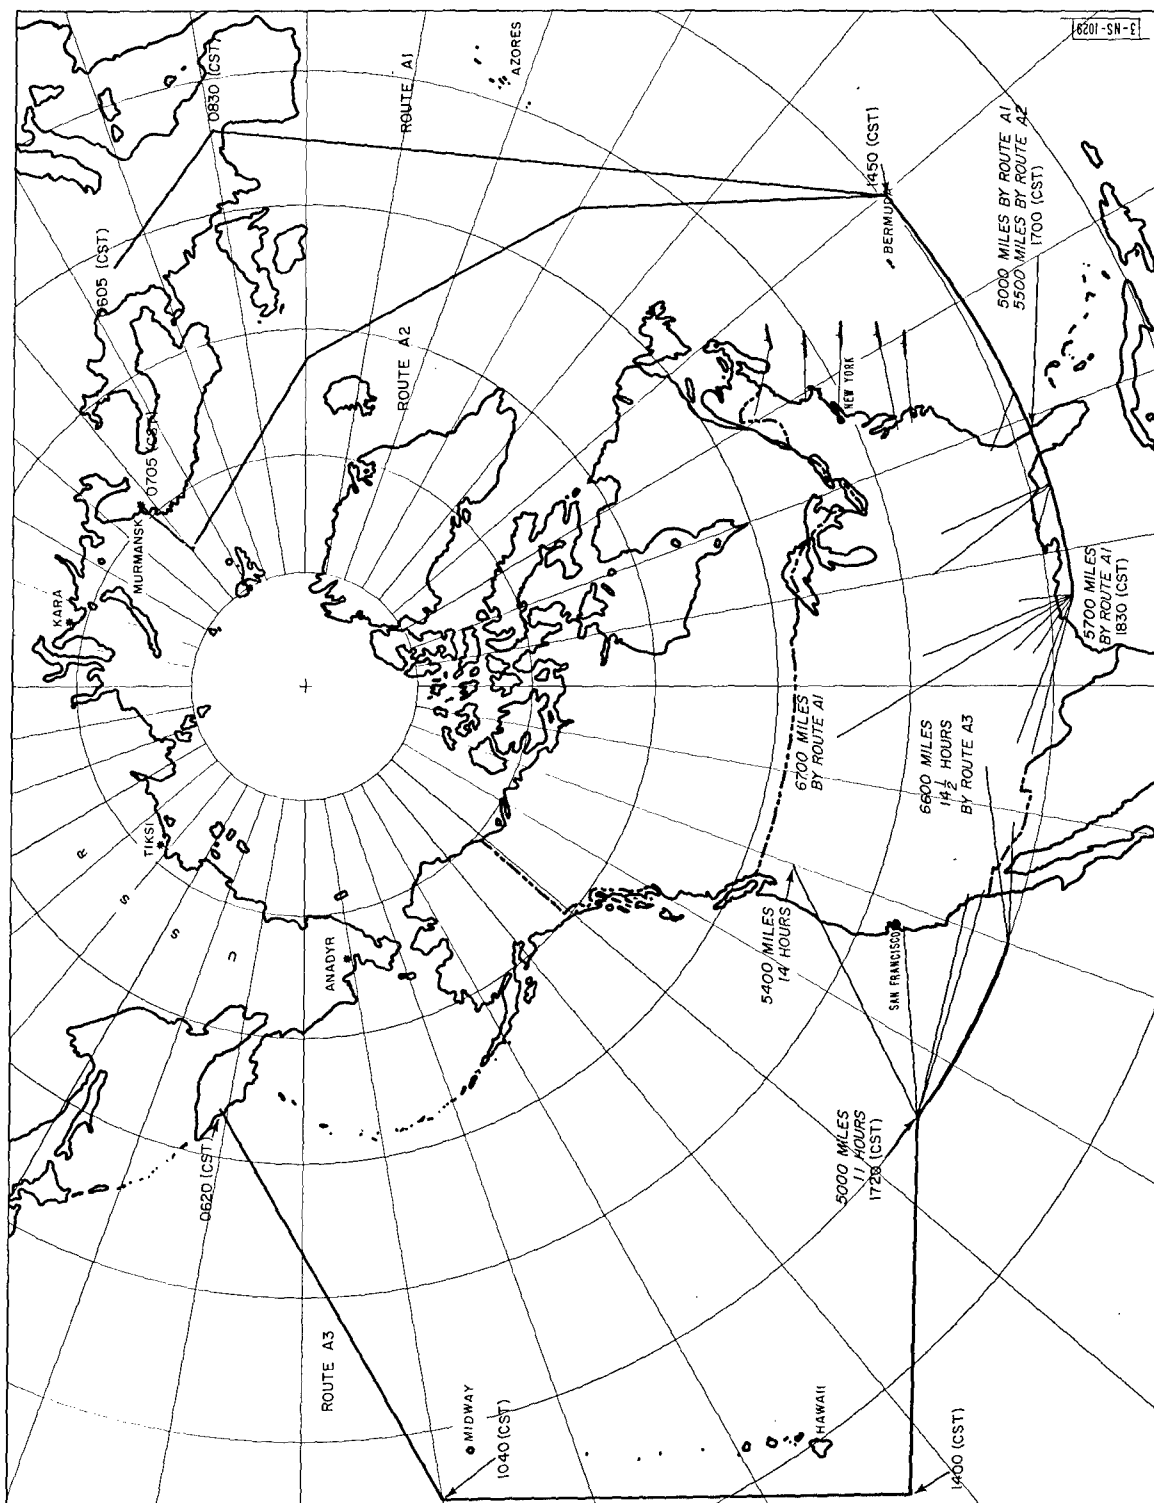 3-NS-1029
0830 (CST)
AZORES
ROUTE A1
0605 (CST)
1450 (CST)
BERMUDA
5000 MILES BY ROUTE A1
5500 MILES BY ROUTE A2
1700 (CST)
ROUTE A2
0705 (CST)
MURMANSK
KARA
NEW YORK
5700 MILES
BY ROUTE A1
1830 (CST)
6700 MILES
BY ROUTE A1
6600 MILES
14 1/2 HOURS
BY ROUTE A3
TIKSI
U S S R
ANADYR
5400 MILES
14 HOURS
SAN FRANCISCO
0620 (CST)
5000 MILES
11 HOURS
1720 (CST)
ROUTE A3
MIDWAY
1040 (CST)
HAWAII
1400 (CST)